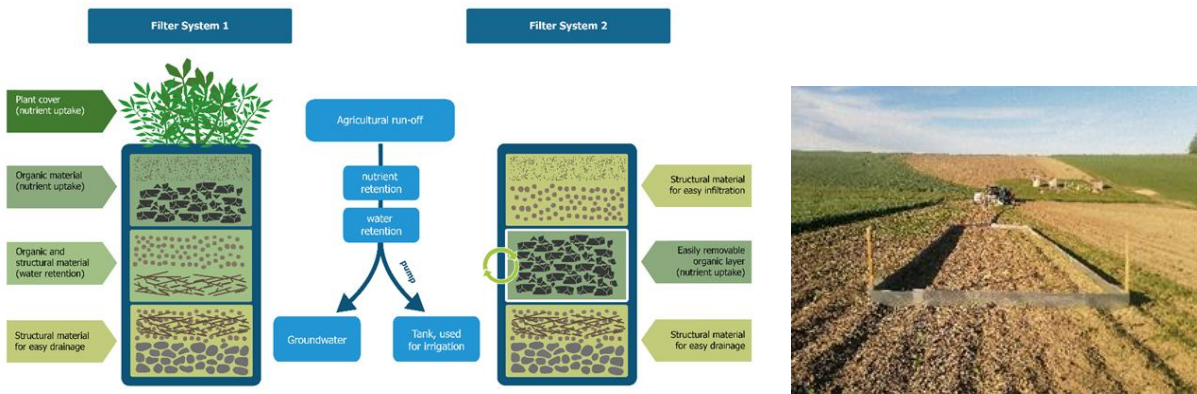 Filter System 1
Plant cover
(nutrient uptake)
Organic material
(nutrient uptake)
Organic and
structural material
(water retention)
Structural material
for easy drainage
Agricultural run-off
nutrient
retention
water
retention
pump
Groundwater
Tank, used
for irrigation
Filter System 2
Structural material
for easy infiltration
Easily removable
organic layer
(nutrient uptake)
Structural material
for easy drainage